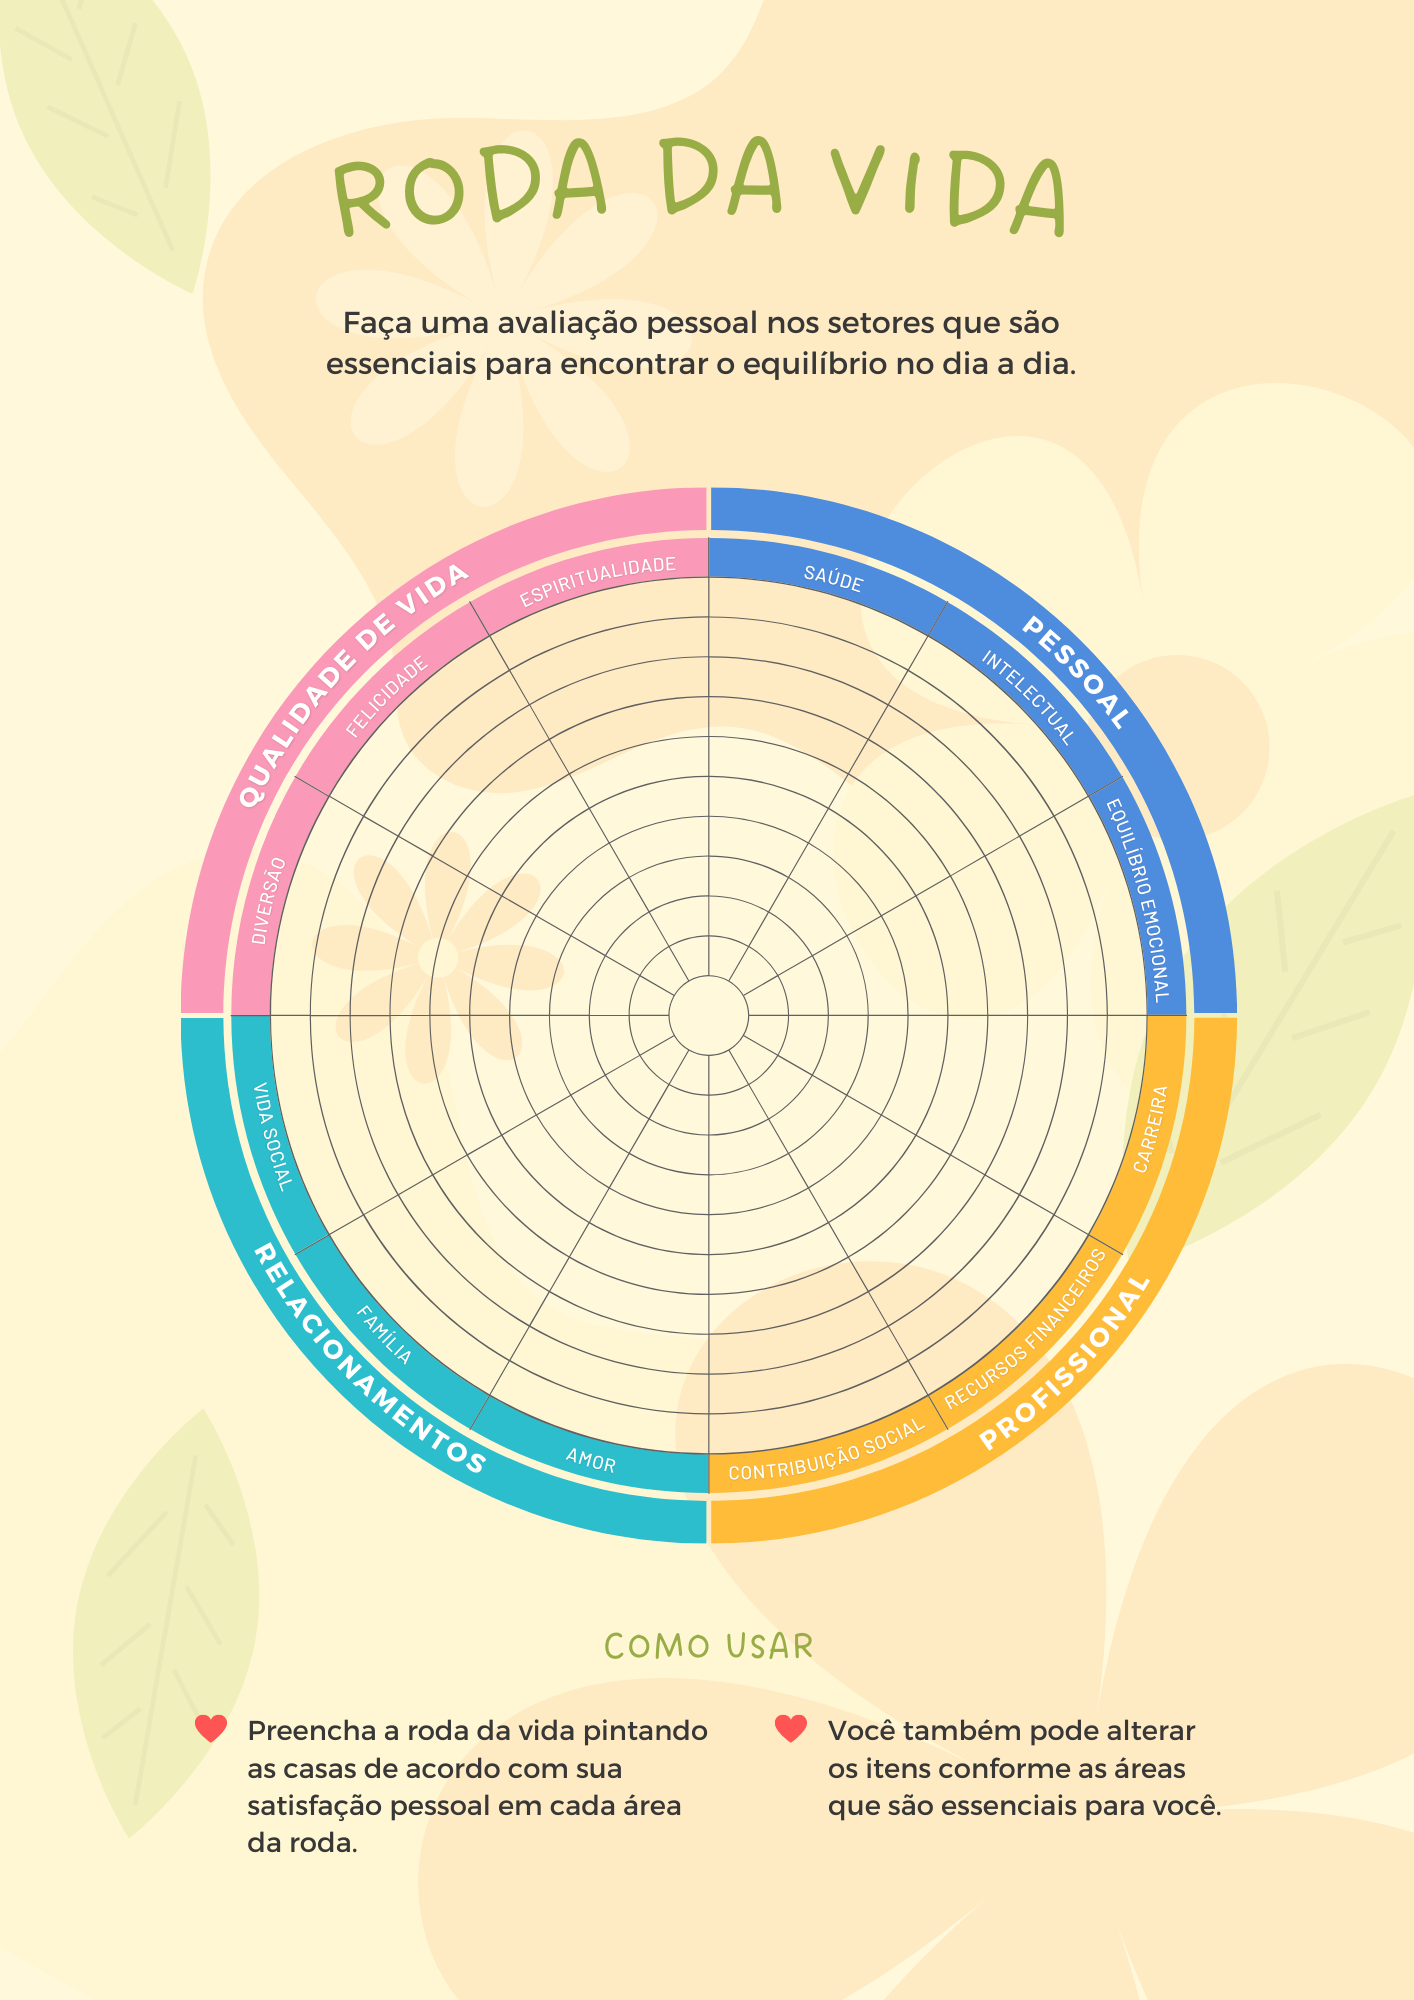 RODA DA VIDA
Faça uma avaliação pessoal nos setores que são
essenciais para encontrar o equilíbrio no dia a dia.
QUALIDADE DE VIDA
ESPIRITUALIDADE
FELICIDADE
DIVERSÃO
PESSOAL
SAÚDE
INTELECTUAL
EQUILÍBRIO EMOCIONAL
PROFISSIONAL
CARREIRA
RECURSOS FINANCEIROS
CONTRIBUIÇÃO SOCIAL
RELACIONAMENTOS
VIDA SOCIAL
FAMÍLIA
AMOR
COMO USAR
Preencha a roda da vida pintando
as casas de acordo com sua
satisfação pessoal em cada área
da roda.
Você também pode alterar
os itens conforme as áreas
que são essenciais para você.